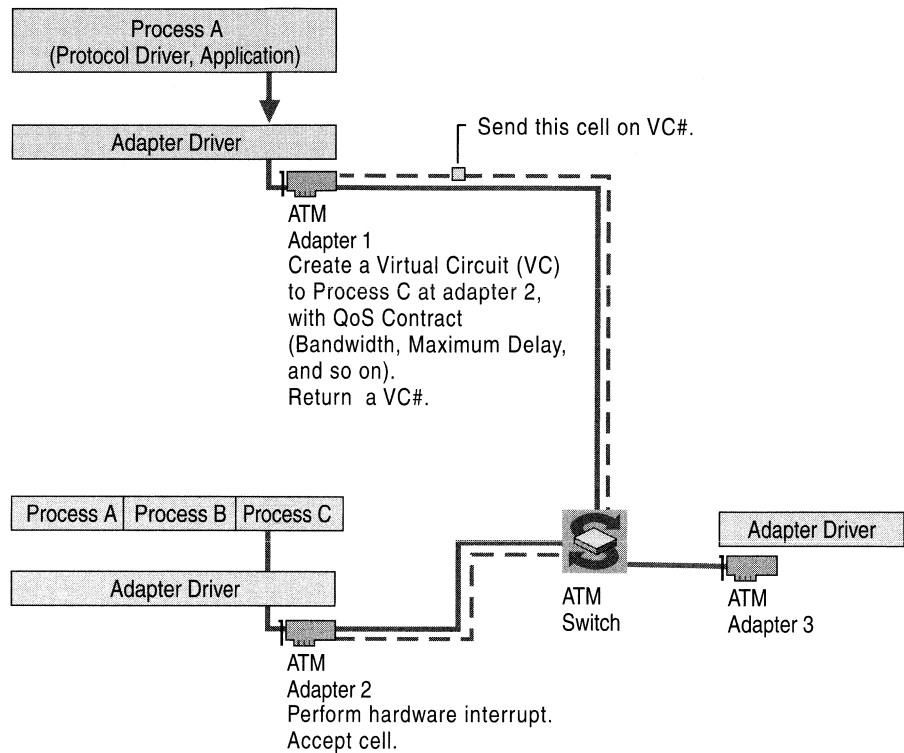 Process A
(Protocol Driver, Application)
Adapter Driver
Send this cell on VC#.
ATM
Adapter 1
Create a Virtual Circuit (VC)
to Process C at adapter 2,
with QoS Contract
(Bandwidth, Maximum Delay,
and so on).
Return a VC#.
Process A Process B Process C
Adapter Driver
ATM
Adapter 2
Perform hardware interrupt.
Accept cell.
ATM
Switch
Adapter Driver
ATM
Adapter 3